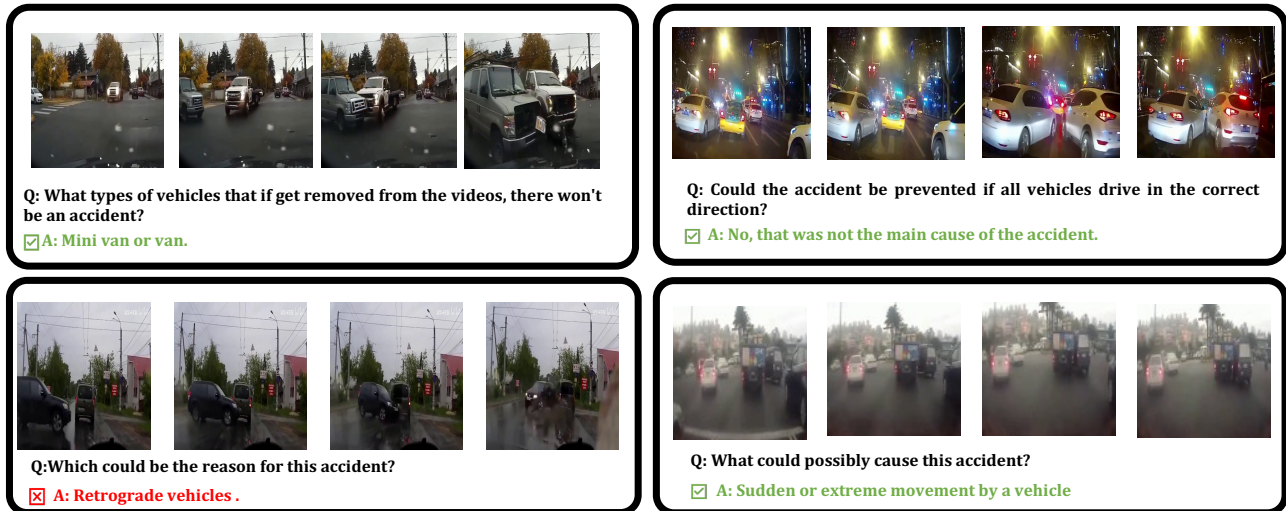 Q: What types of vehicles that if get removed from the videos, there won't
be an accident?
A: Mini van or van.
Q: Could the accident be prevented if all vehicles drive in the correct
direction?
A: No, that was not the main cause of the accident.
Q:Which could be the reason for this accident?
A: Retrograde vehicles .
Q: What could possibly cause this accident?
A: Sudden or extreme movement by a vehicle